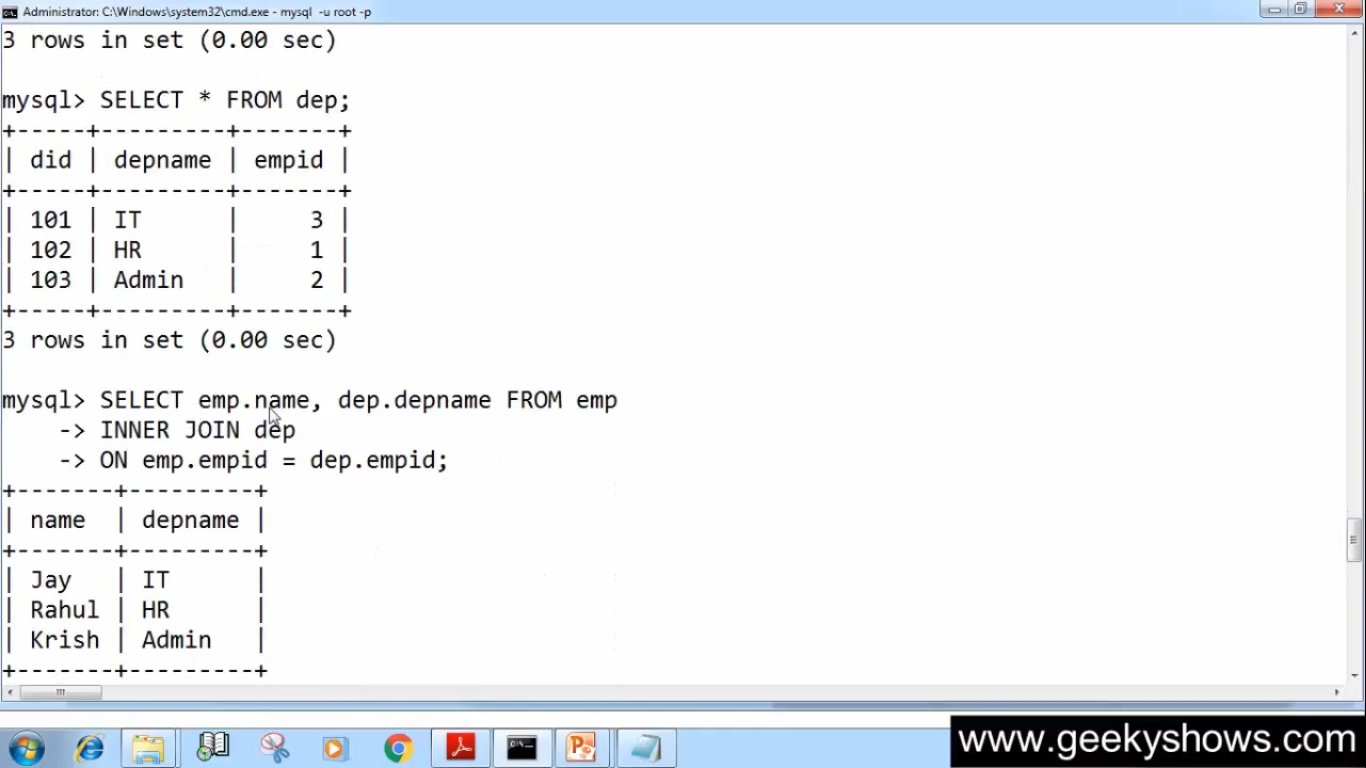 Administrator: C:\Windows\system32\cmd.exe - mysql  -u root -p
3 rows in set (0.00 sec)
mysql> SELECT * FROM dep;
+-----+---------+-------+
| did | depname | empid |
+-----+---------+-------+
| 101 | IT      |     3 |
| 102 | HR      |     1 |
| 103 | Admin   |     2 |
+-----+---------+-------+
3 rows in set (0.00 sec)
mysql> SELECT emp.name, dep.depname FROM emp
    -> INNER JOIN dep
    -> ON emp.empid = dep.empid;
+-------+---------+
| name  | depname |
+-------+---------+
| Jay   | IT      |
| Rahul | HR      |
| Krish | Admin   |
+-------+---------+
www.geekyshows.com